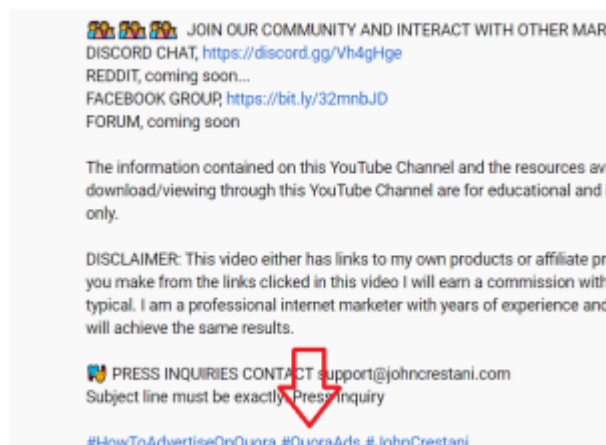 JOIN OUR COMMUNITY AND INTERACT WITH OTHER MAR
DISCORD CHAT, https://discord.gg/Vh4gHge
REDDIT, coming soon...
FACEBOOK GROUP, https://bit.ly/32mnbJD
FORUM, coming soon
The information contained on this YouTube Channel and the resources av
download/viewing through this YouTube Channel are for educational and
only.
DISCLAIMER: This video either has links to my own products or affiliate pr
you make from the links clicked in this video I will earn a commission with
typical. I am a professional internet marketer with years of experience and
will achieve the same results.
PRESS INQUIRIES CONTACT support@johncrestani.com
Subject line must be exactly: Press Inquiry
#HowToAdvertiseOnQuora #QuoraAds #JohnCrestani